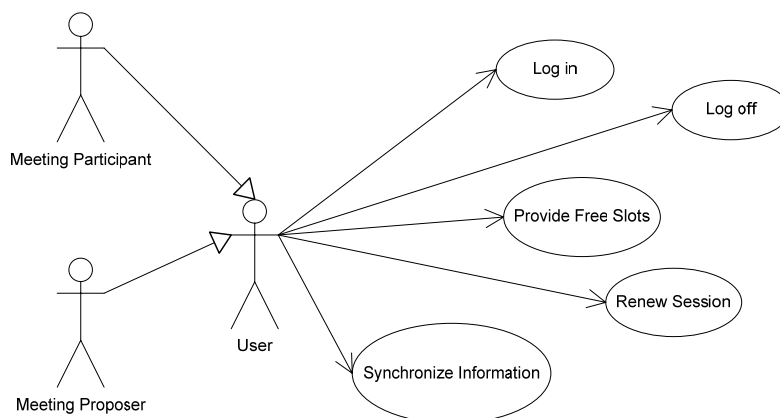 Log in
Log off
Meeting Participant
Provide Free Slots
Renew Session
User
Synchronize Information
Meeting Proposer